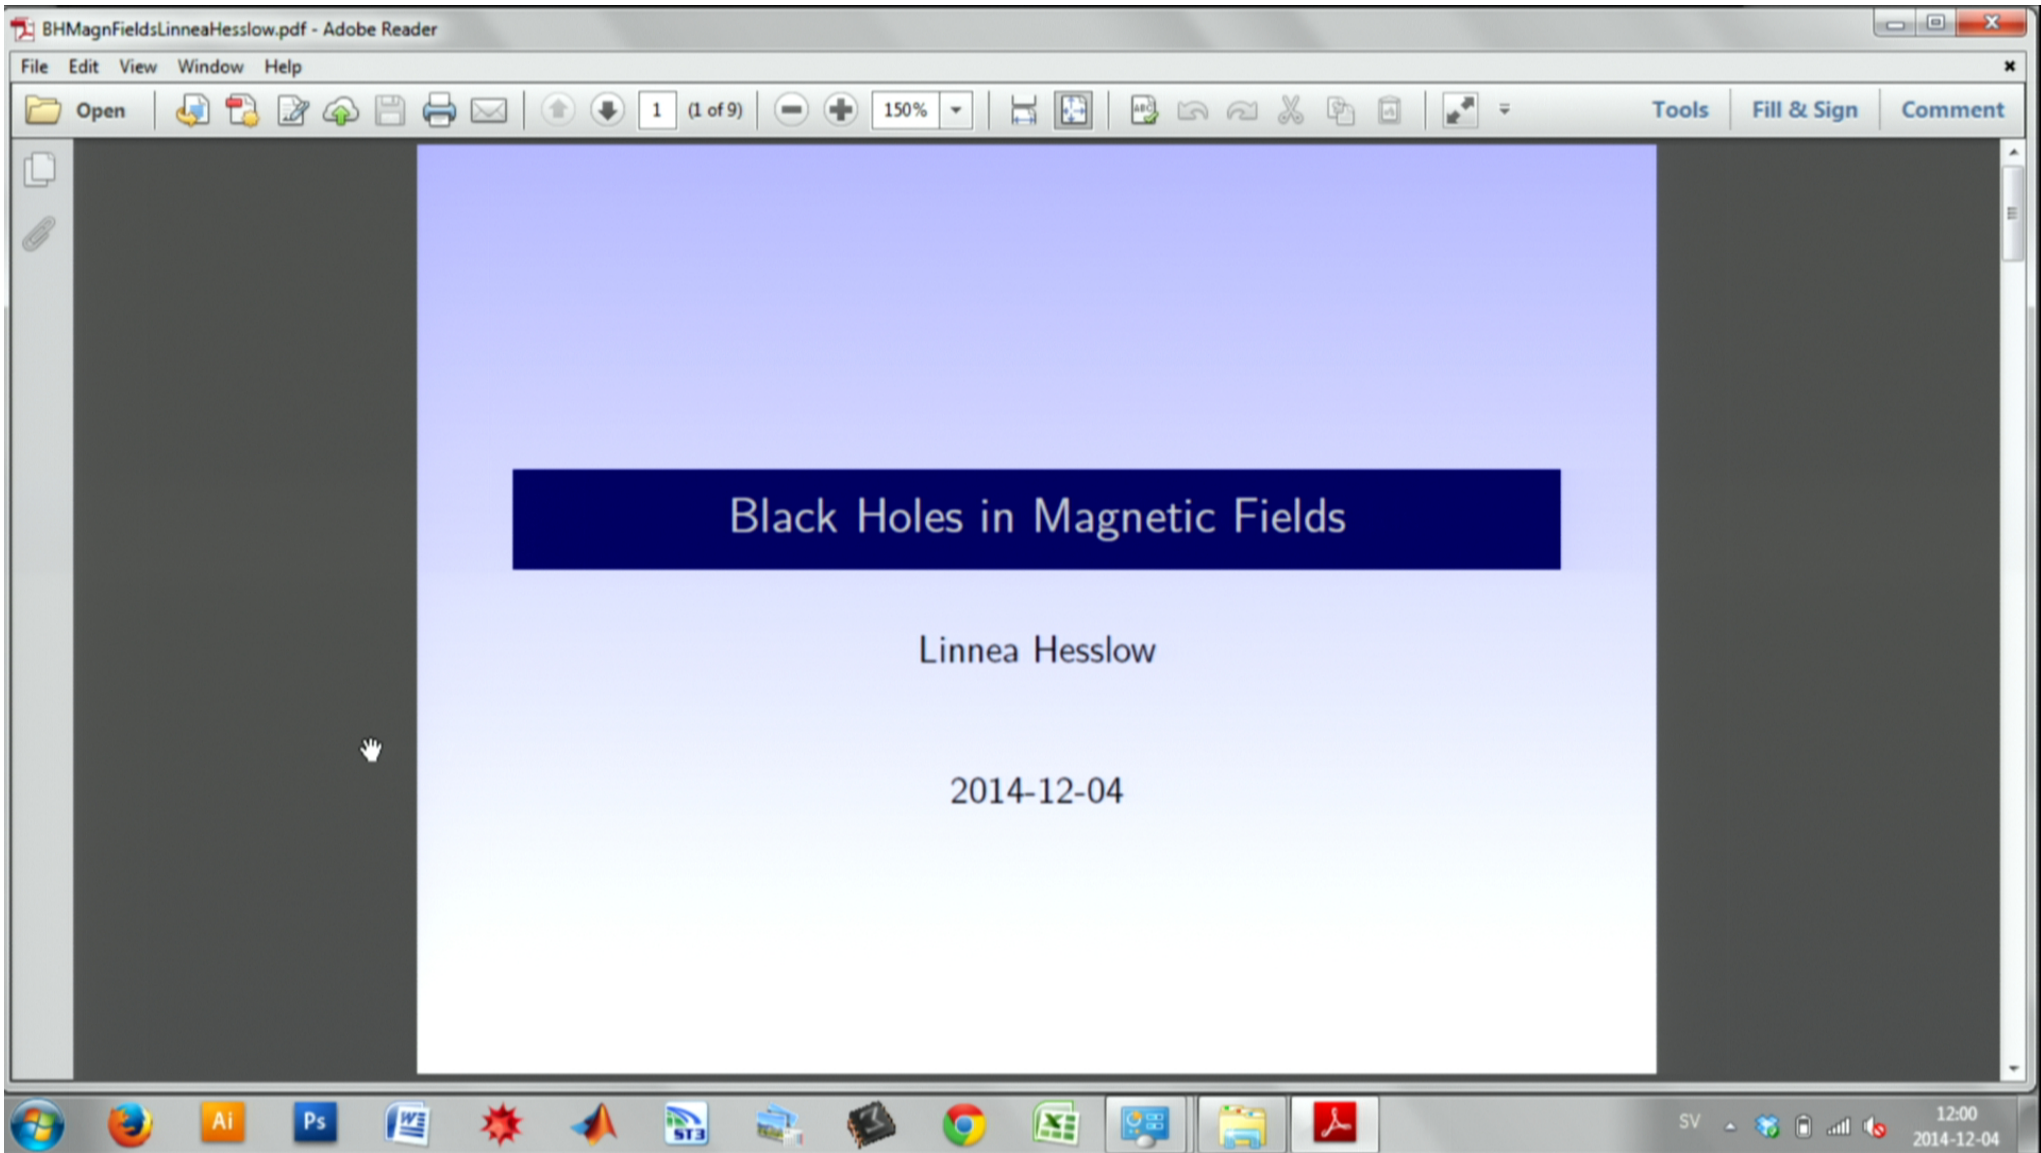 BHMagnFieldsLinneaHesslow.pdf - Adobe Reader
File Edit View Window Help
Open 1 (1 of 9) 150% Tools Fill & Sign Comment
Black Holes in Magnetic Fields
Linnea Hesslow
2014-12-04
Ai Ps ST3 SV 12:00
2014-12-04